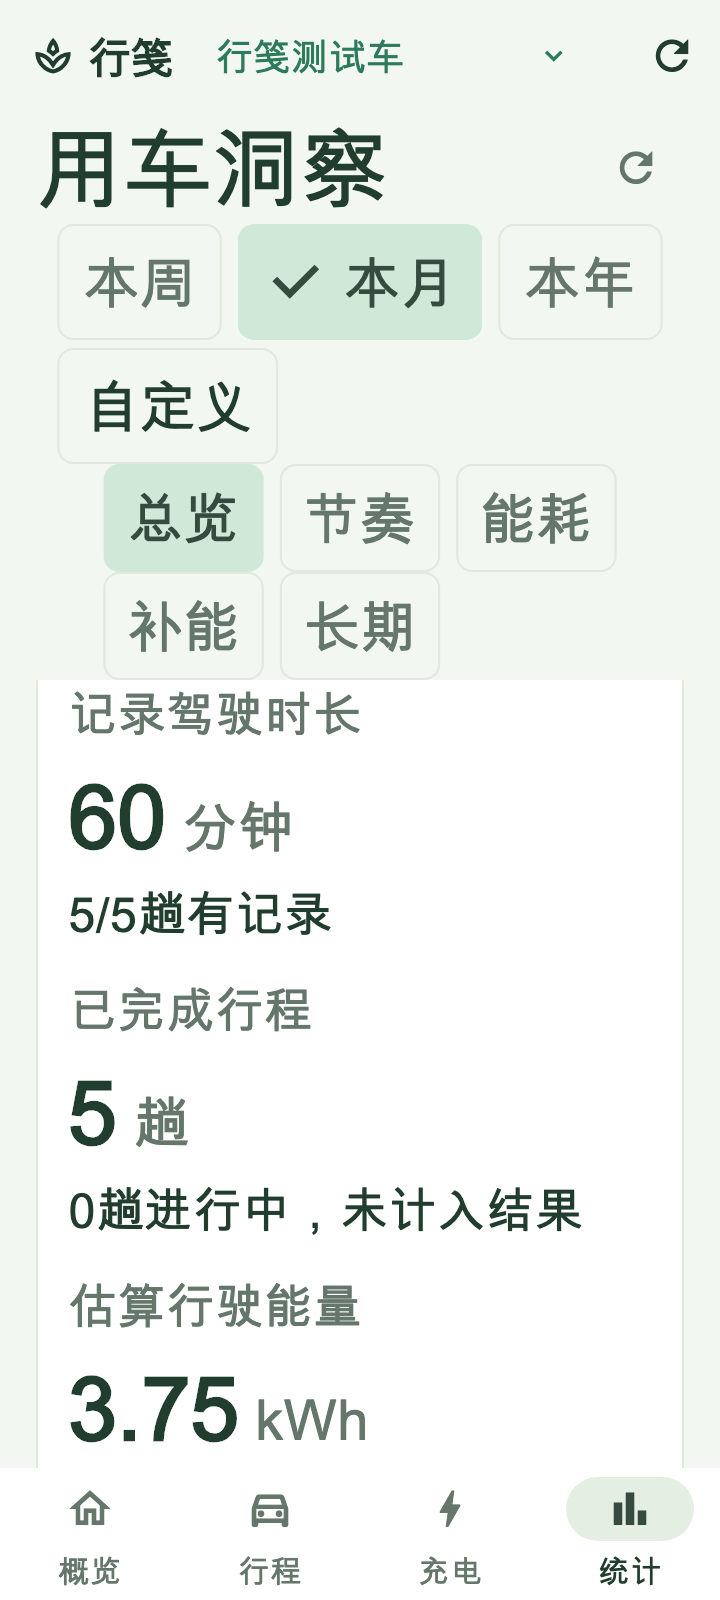 行笺 行笺测试车
用车洞察
本周 本月 本年
自定义
总览 节奏 能耗
补能 长期
记录驾驶时长
60 分钟
5/5趟有记录
已完成行程
5 趟
0趟进行中，未计入结果
估算行驶能量
3.75 kWh
概览 行程 充电 统计